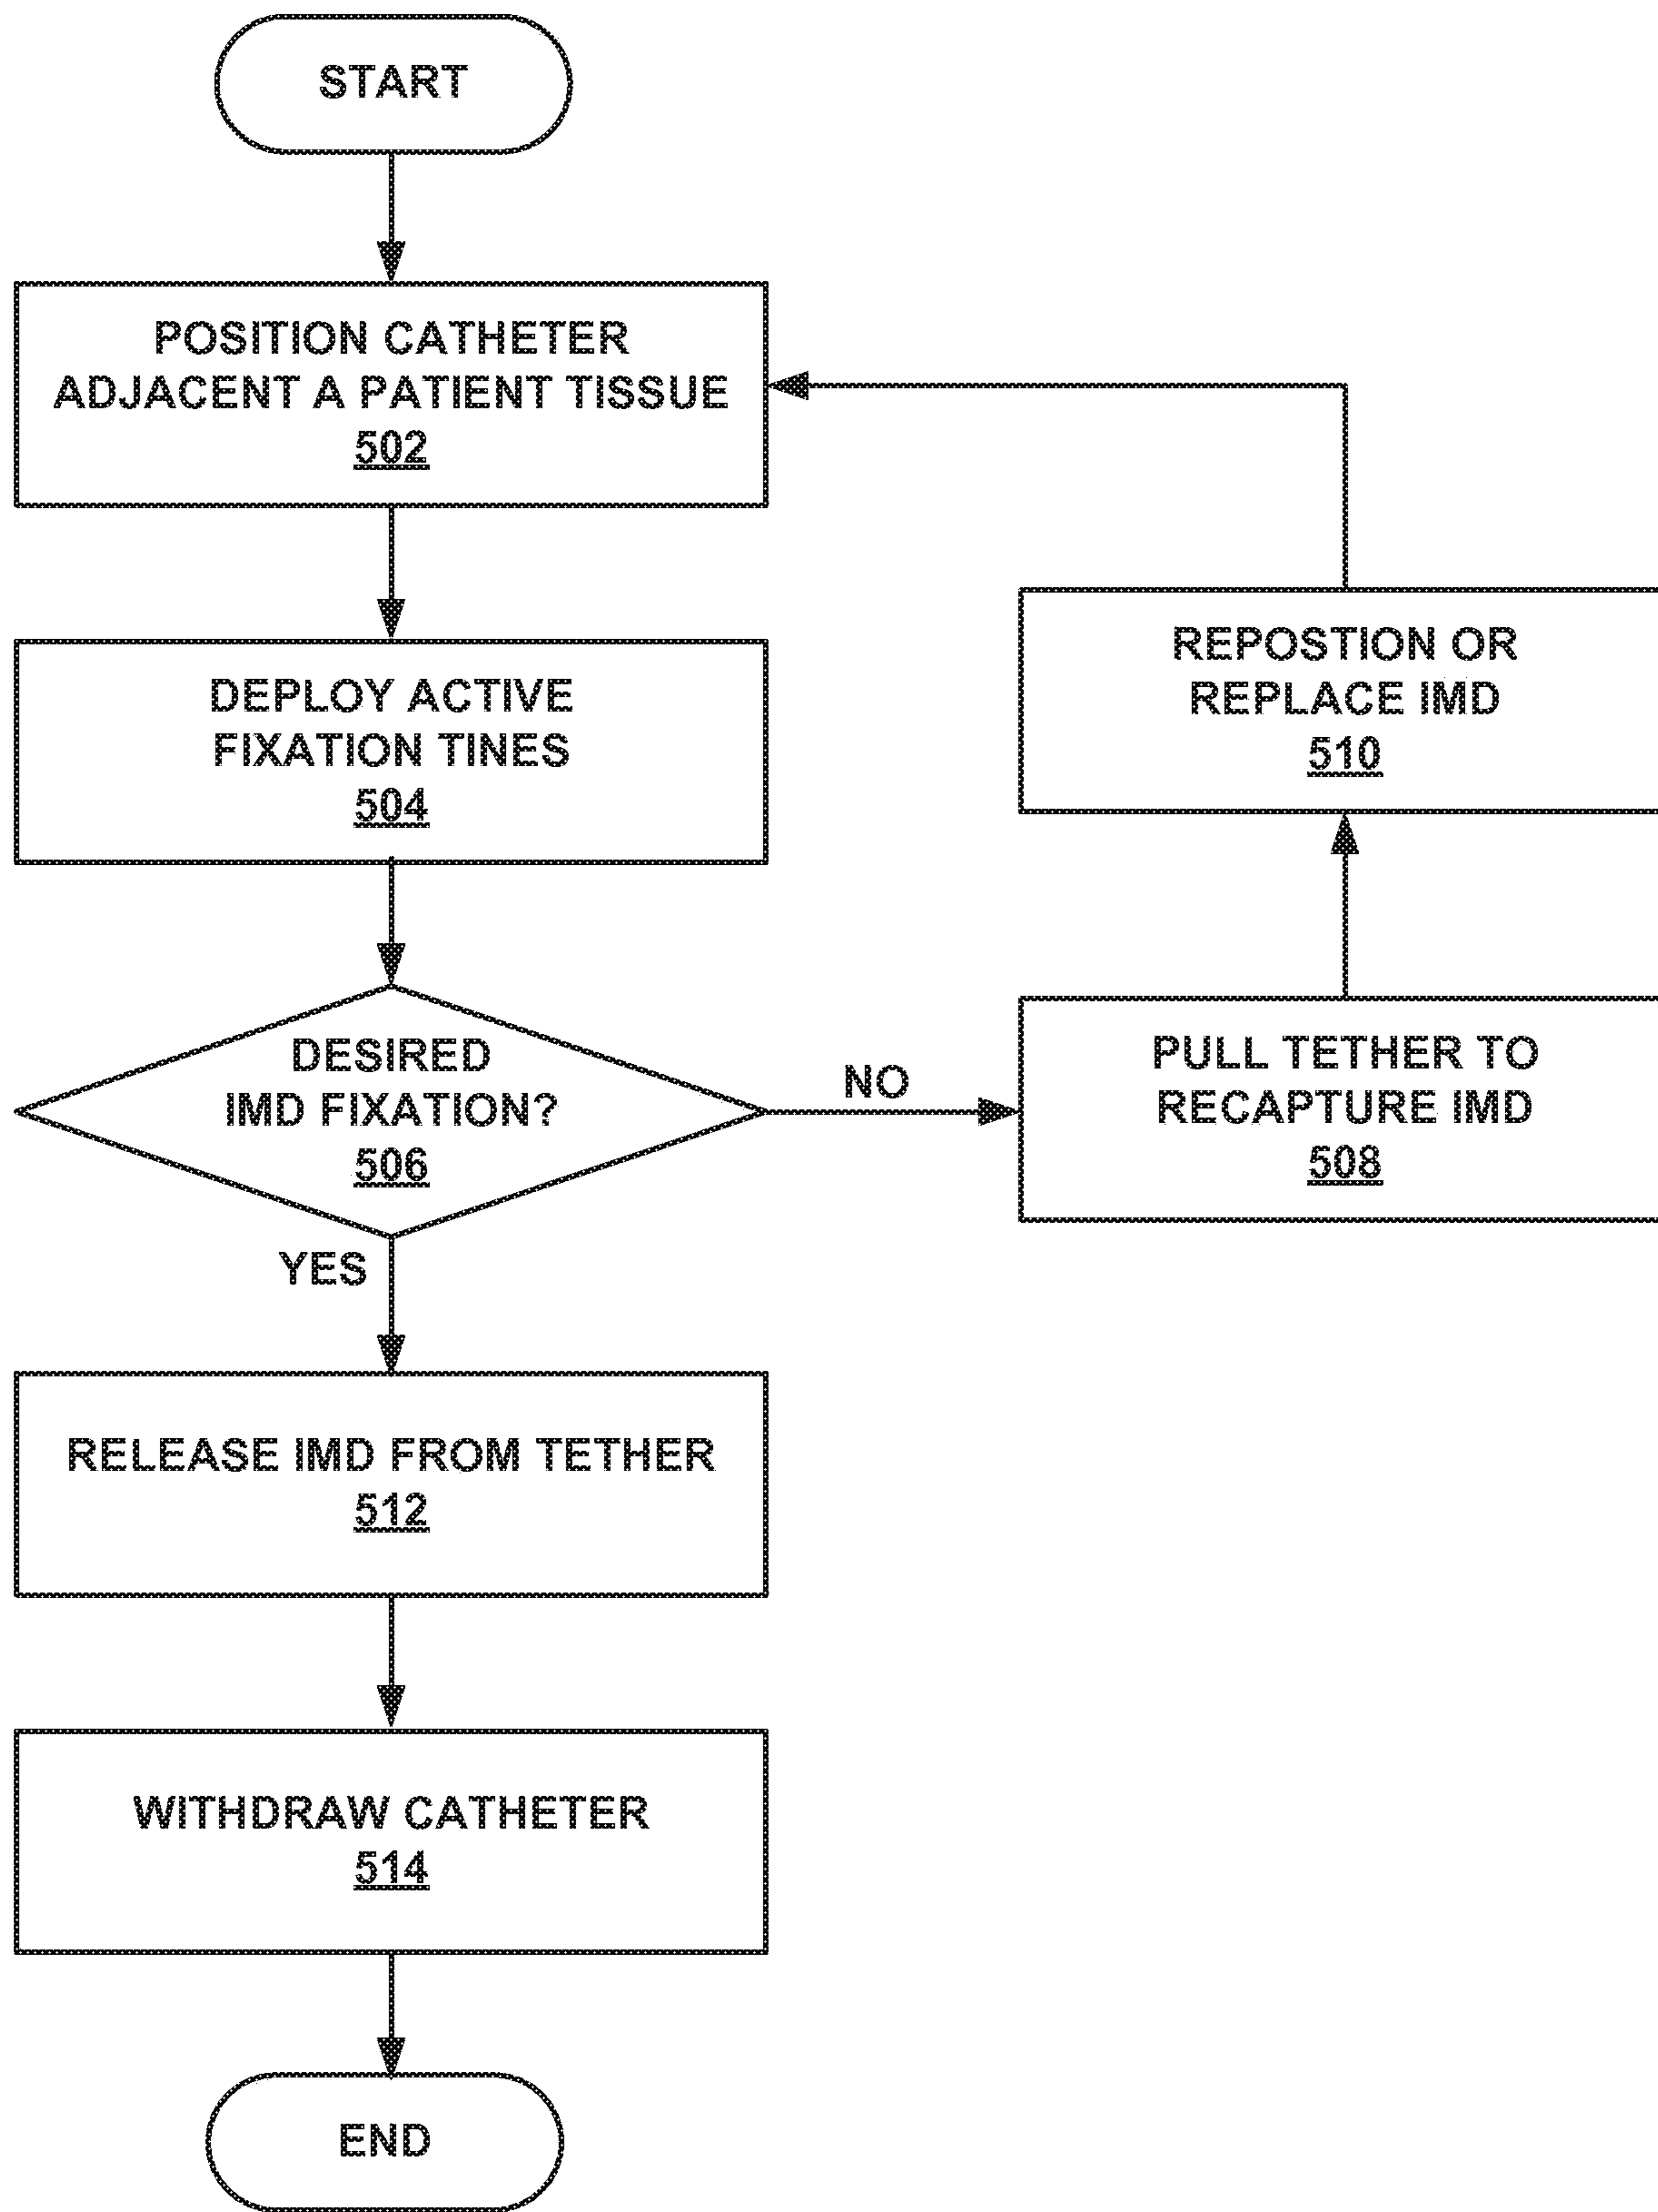 START
POSITION CATHETER
ADJACENT A PATIENT TISSUE
502
DEPLOY ACTIVE
FIXATION TINES
504
DESIRED
IMD FIXATION?
506
NO
PULL TETHER TO
RECAPTURE IMD
508
REPOSTION OR
REPLACE IMD
510
YES
RELEASE IMD FROM TETHER
512
WITHDRAW CATHETER
514
END